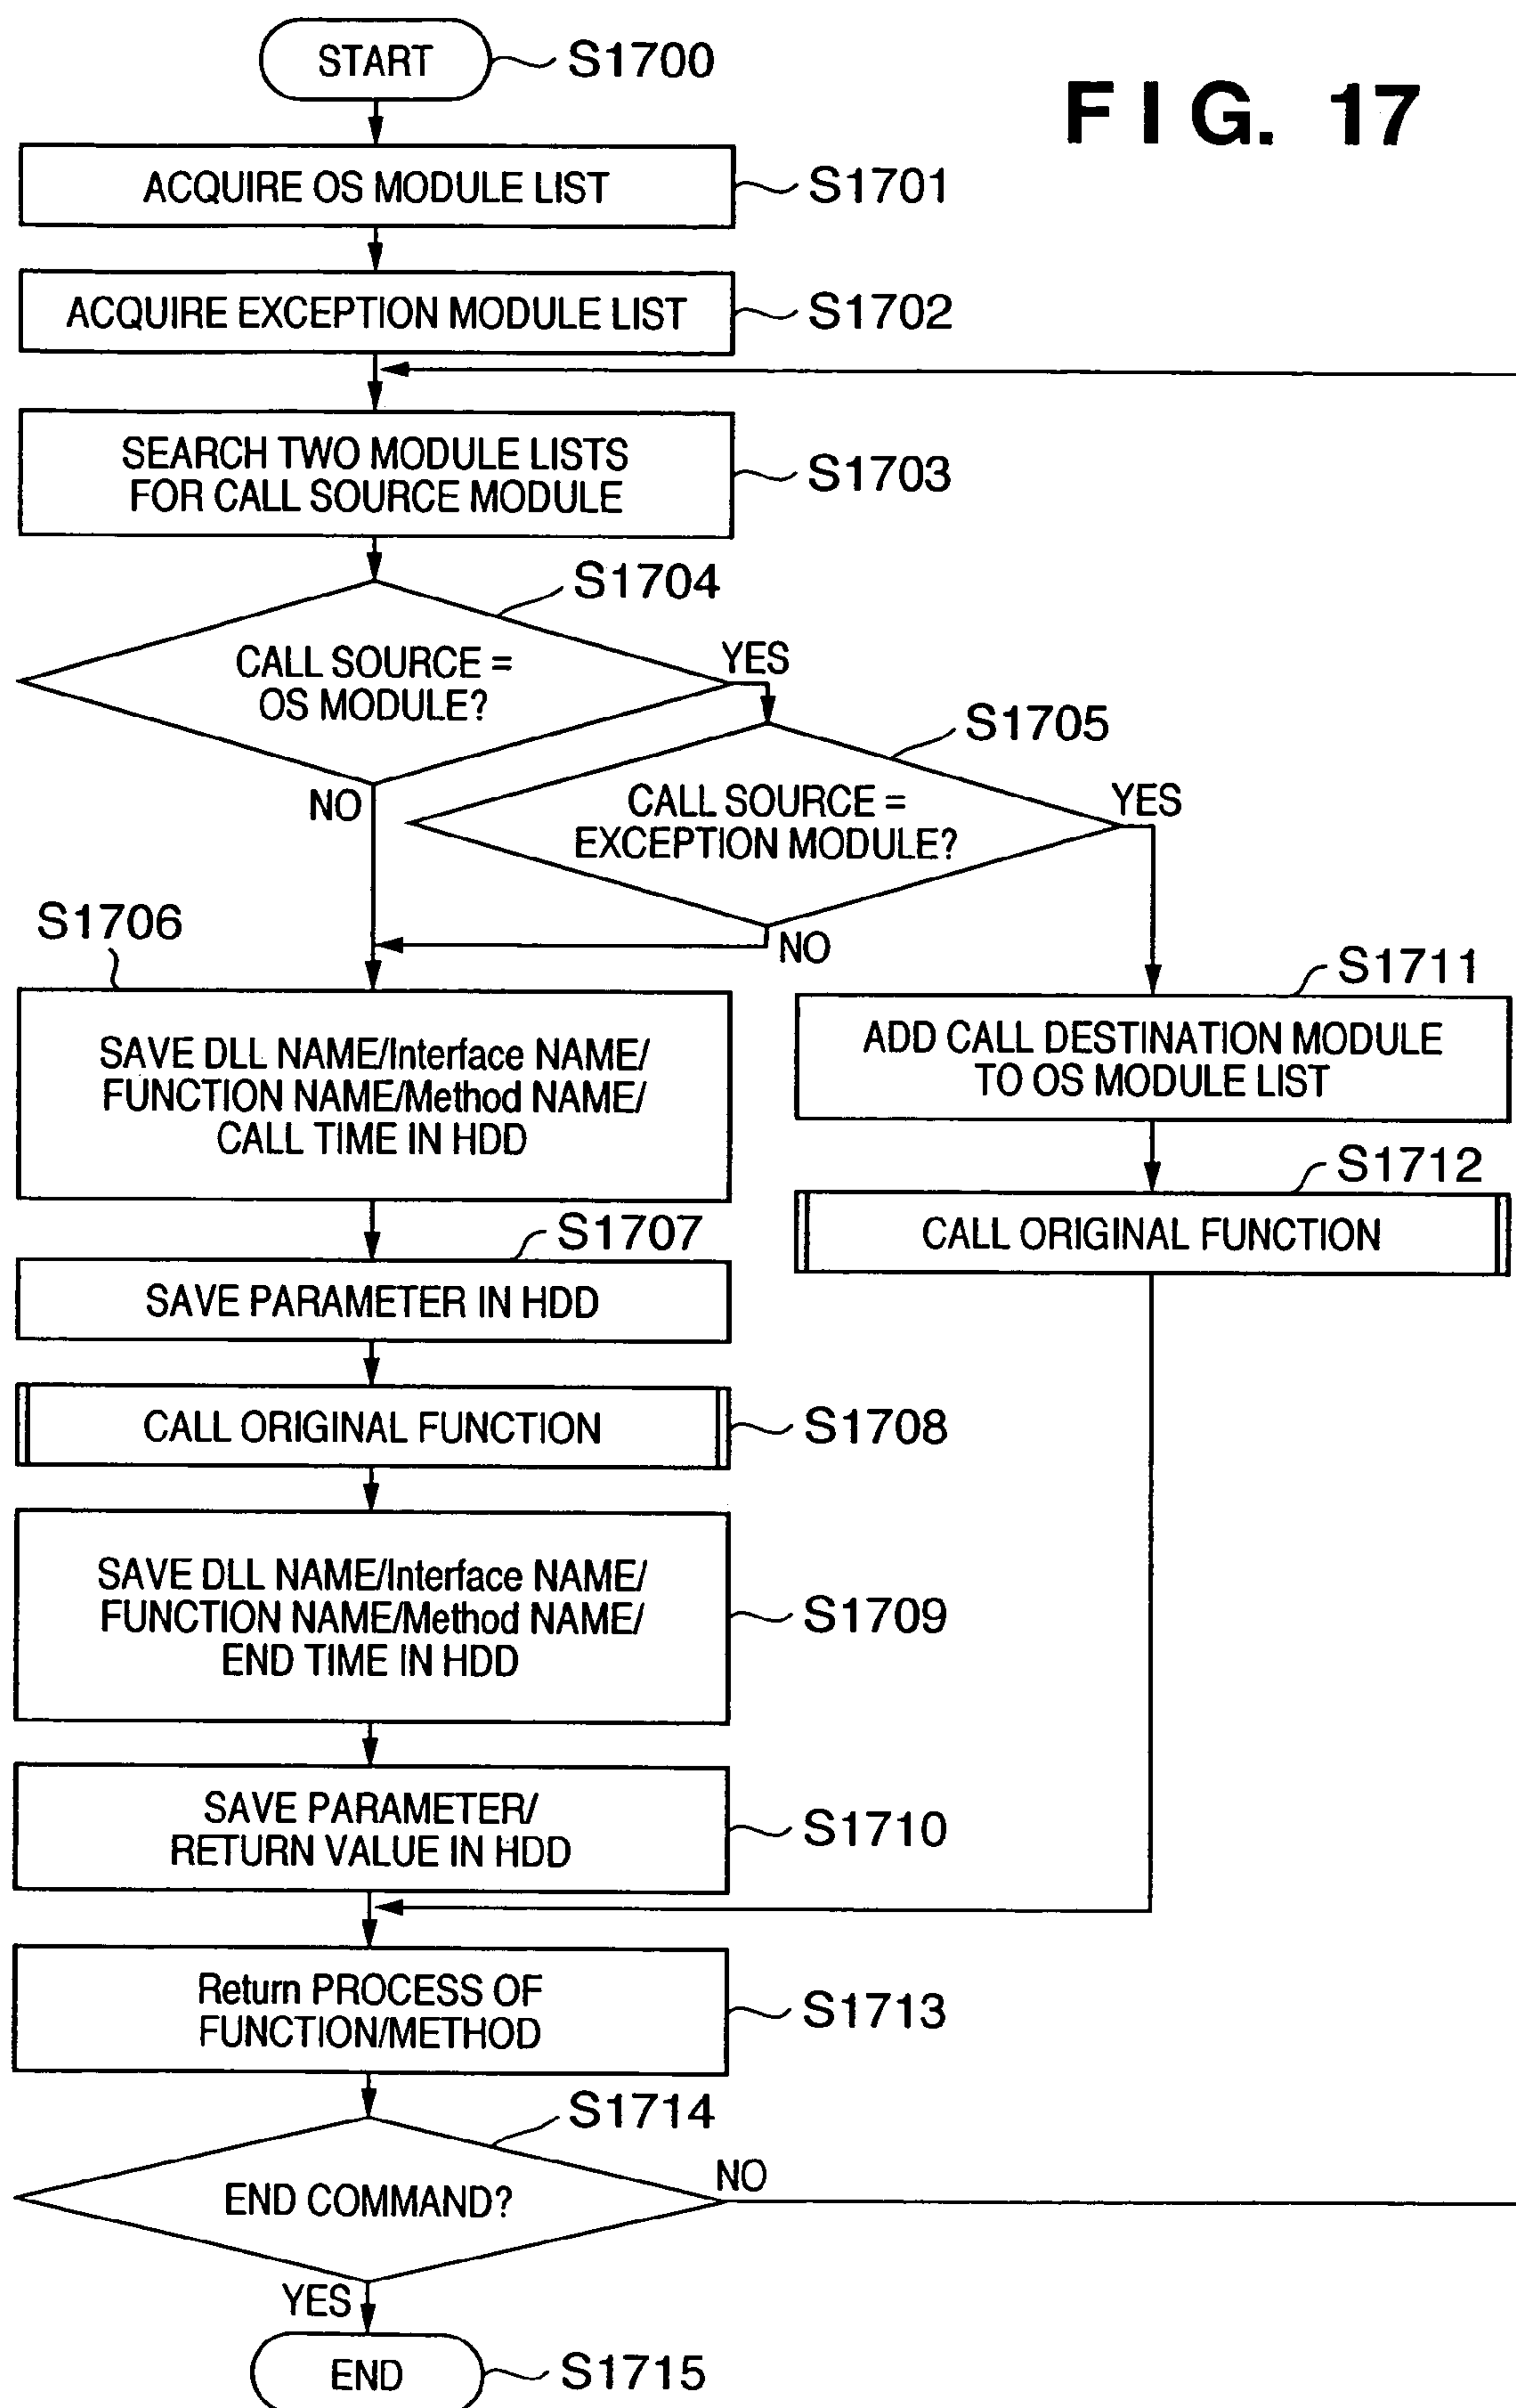 START
S1700
FIG. 17
ACQUIRE OS MODULE LIST
S1701
ACQUIRE EXCEPTION MODULE LIST
S1702
SEARCH TWO MODULE LISTS
FOR CALL SOURCE MODULE
S1703
S1704
CALL SOURCE =
OS MODULE?
YES
NO
S1705
CALL SOURCE =
EXCEPTION MODULE?
YES
NO
S1706
SAVE DLL NAME/Interface NAME/
FUNCTION NAME/Method NAME/
CALL TIME IN HDD
S1711
ADD CALL DESTINATION MODULE
TO OS MODULE LIST
S1712
CALL ORIGINAL FUNCTION
S1707
SAVE PARAMETER IN HDD
CALL ORIGINAL FUNCTION
S1708
SAVE DLL NAME/Interface NAME/
FUNCTION NAME/Method NAME/
END TIME IN HDD
S1709
SAVE PARAMETER/
RETURN VALUE IN HDD
S1710
Return PROCESS OF
FUNCTION/METHOD
S1713
S1714
END COMMAND?
NO
YES
END
S1715